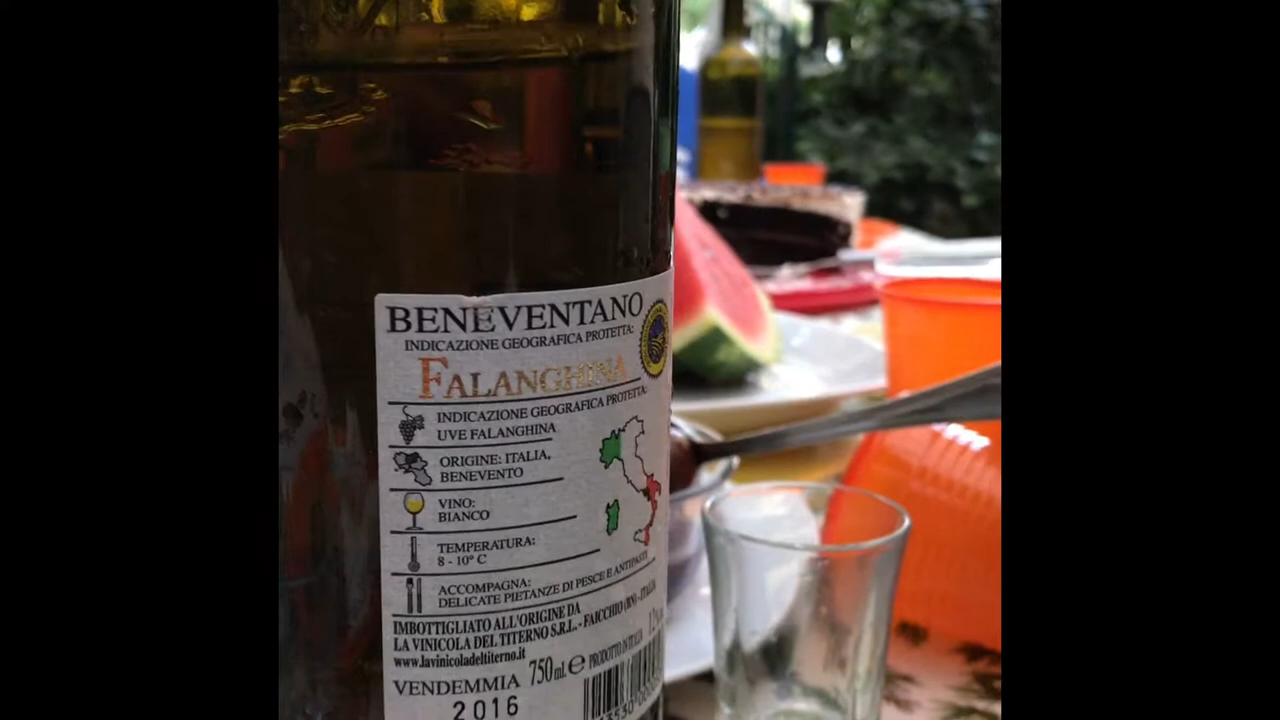 BENEVENTANO
INDICAZIONE GEOGRAFICA PROTETTA:
FALANGHINA
INDICAZIONE GEOGRAFICA PROTETTA:
UVE FALANGHINA
ORIGINE: ITALIA,
BENEVENTO
VINO:
BIANCO
TEMPERATURA:
8 - 10° C
ACCOMPAGNA:
DELICATE PIETANZE DI PESCE E ANTIPASTI
IMBOTTIGLIATO ALL'ORIGINE DA
LA VINICOLA DEL TITERNO S.R.L. - FAICCHIO (BN) - ITALIA
www.lavinicoladeltiterno.it
750 ml. e PRODOTTO IN ITALIA
VENDEMMIA
2016